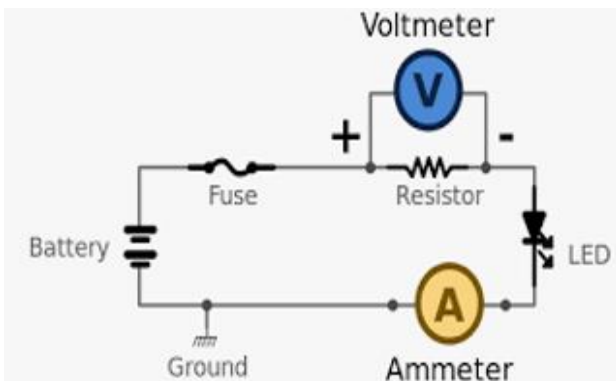 Voltmeter
V
+
-
Fuse
Resistor
Battery
LED
A
Ground
Ammeter